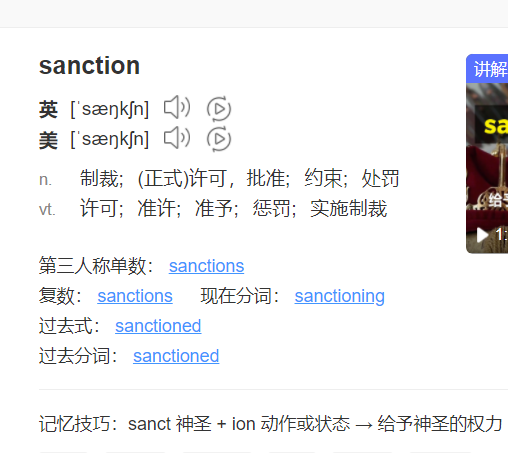 sanction
讲解
英 [ˈsæŋkʃn]
美 [ˈsæŋkʃn]
n. 制裁；(正式)许可，批准；约束；处罚
vt. 许可；准许；准予；惩罚；实施制裁
第三人称单数： sanctions
复数： sanctions 现在分词： sanctioning
过去式： sanctioned
过去分词： sanctioned
记忆技巧：sanct 神圣 + ion 动作或状态 → 给予神圣的权力